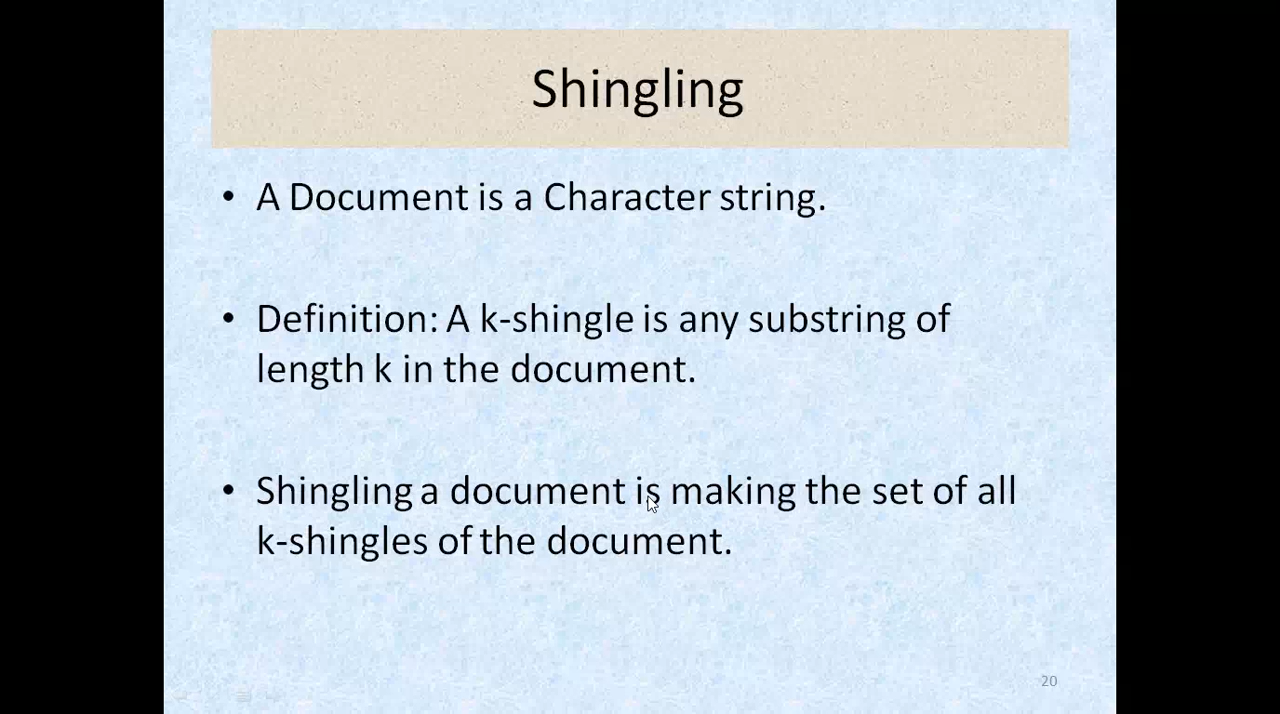 Shingling
• A Document is a Character string.
• Definition: A k-shingle is any substring of
length k in the document.
• Shingling a document is making the set of all
k-shingles of the document.
20